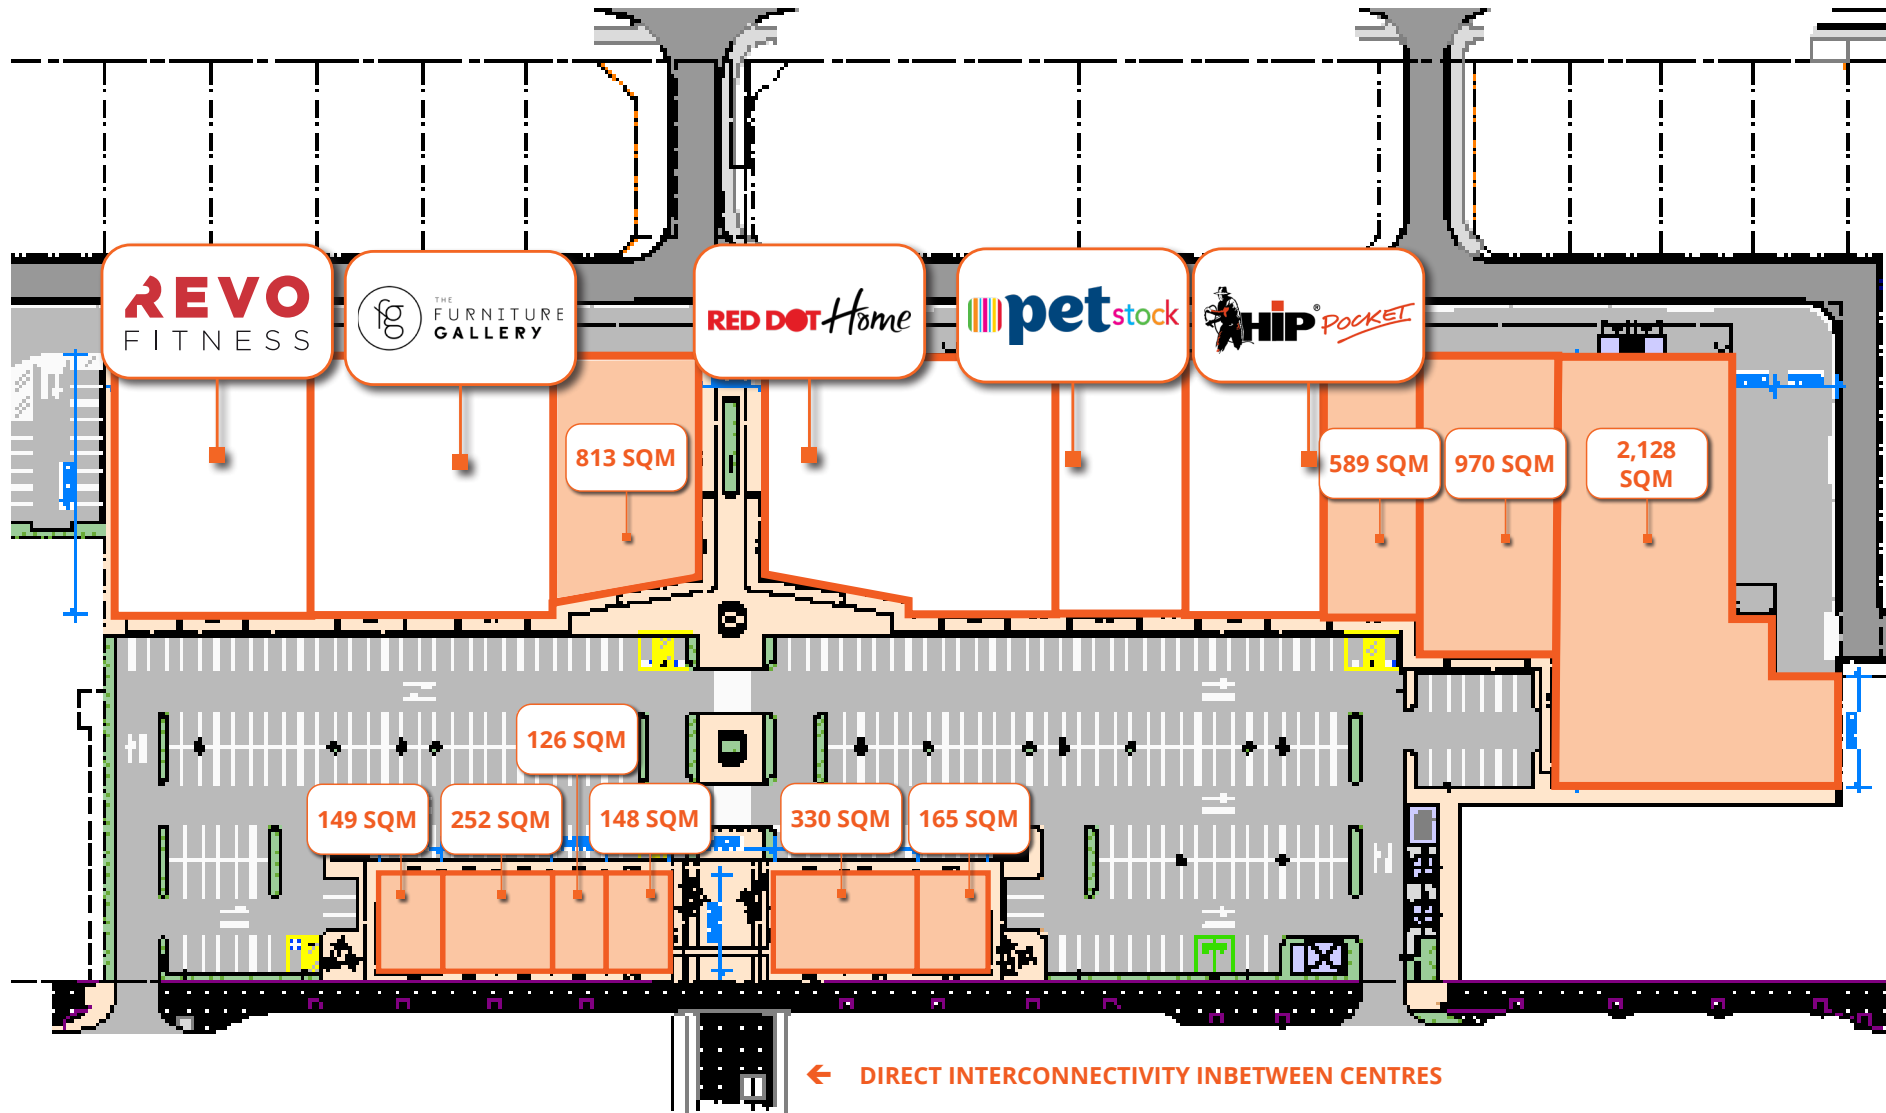 REVO
FITNESS
fg
THE
FURNITURE
GALLERY
RED DOT Home
petstock
HIP® POCKET
813 SQM
589 SQM
970 SQM
2,128
SQM
126 SQM
149 SQM
252 SQM
148 SQM
330 SQM
165 SQM
← DIRECT INTERCONNECTIVITY INBETWEEN CENTRES